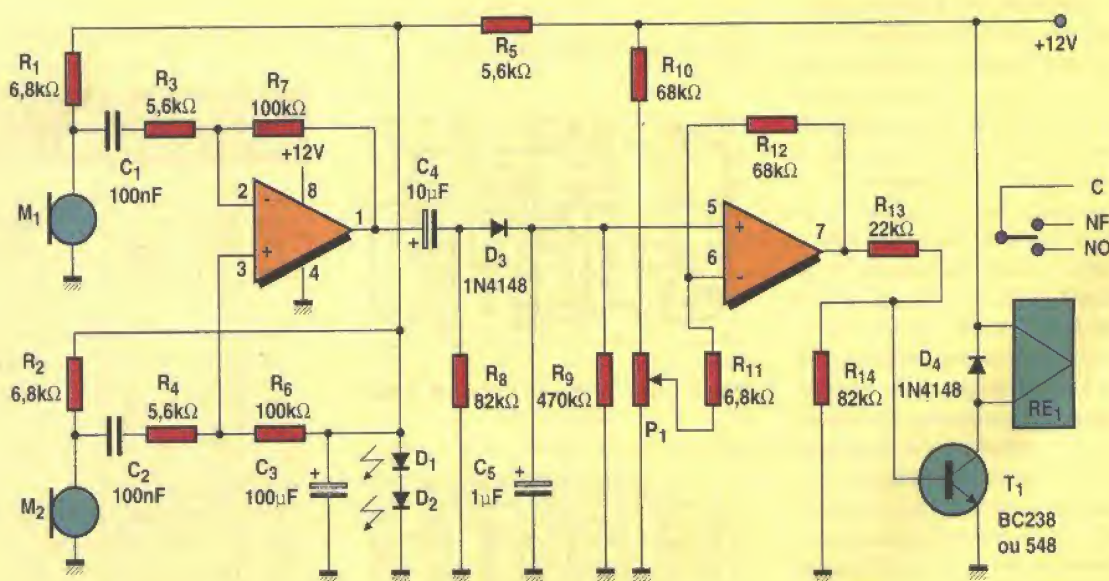 R1
6,8kΩ
R3
5,6kΩ
R7
100kΩ
+12V
C1
100nF
M1
2
-
8
1
+
3
4
C4
10µF
+
R5
5,6kΩ
R10
68kΩ
+12V
R12
68kΩ
D3
1N4148
5
+
6
-
7
R13
22kΩ
C
NF
NO
R2
6,8kΩ
R4
5,6kΩ
R6
100kΩ
C2
100nF
M2
C3
100µF
+
D1
D2
R8
82kΩ
R9
470kΩ
C5
1µF
+
P1
R11
6,8kΩ
R14
82kΩ
D4
1N4148
RE1
T1
BC238
ou 548